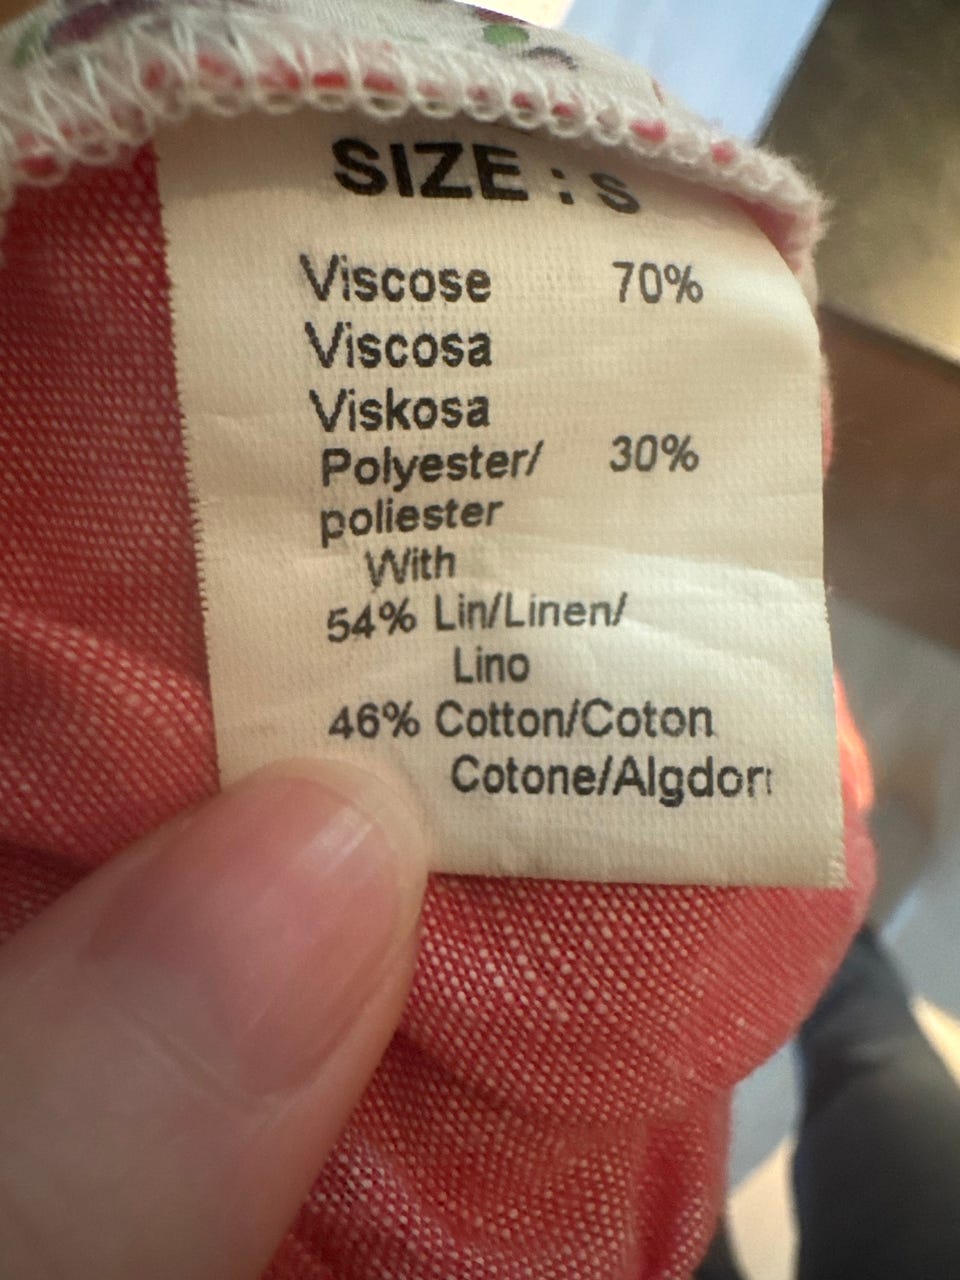 SIZE : S
Viscose 70%
Viscosa
Viskosa
Polyester/ 30%
poliester
With
54% Lin/Linen/
Lino
46% Cotton/Coton
Cotone/Algdon